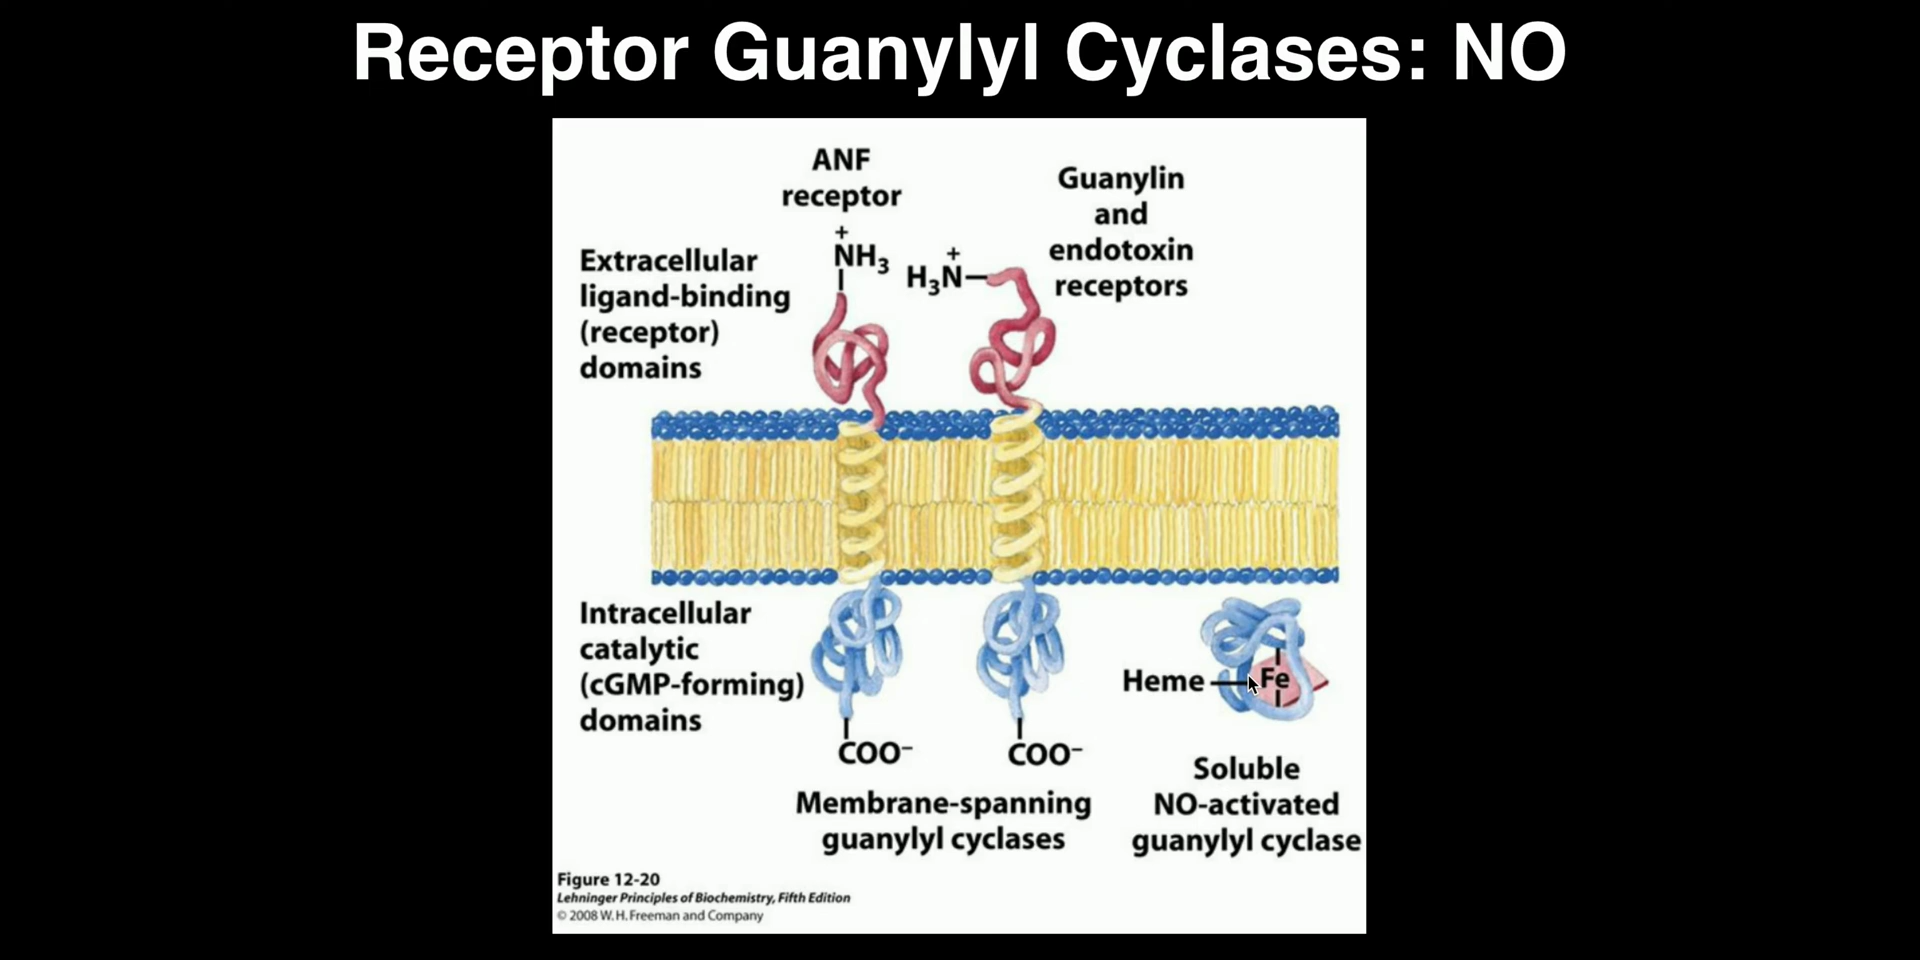 Receptor Guanylyl Cyclases: NO
ANF
receptor
+
NH3
Guanylin
and
endotoxin
receptors
+
H3N
Extracellular
ligand-binding
(receptor)
domains
Intracellular
catalytic
(cGMP-forming)
domains
Heme
Fe
COO−
COO−
Membrane-spanning
guanylyl cyclases
Soluble
NO-activated
guanylyl cyclase
Figure 12-20
Lehninger Principles of Biochemistry, Fifth Edition
© 2008 W. H. Freeman and Company